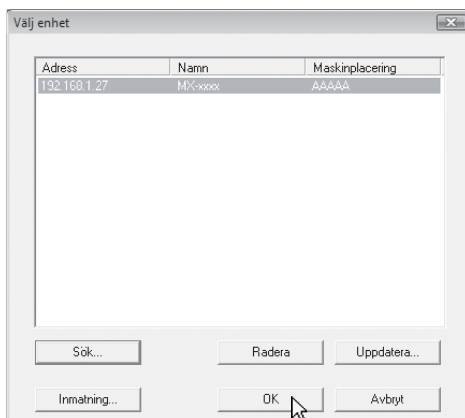 Välj enhet
Adress Namn Maskinplacering
192.168.1.27 MX-xxxx AAAAA
Sök... Radera Uppdatera...
Inmatning... OK Avbryt